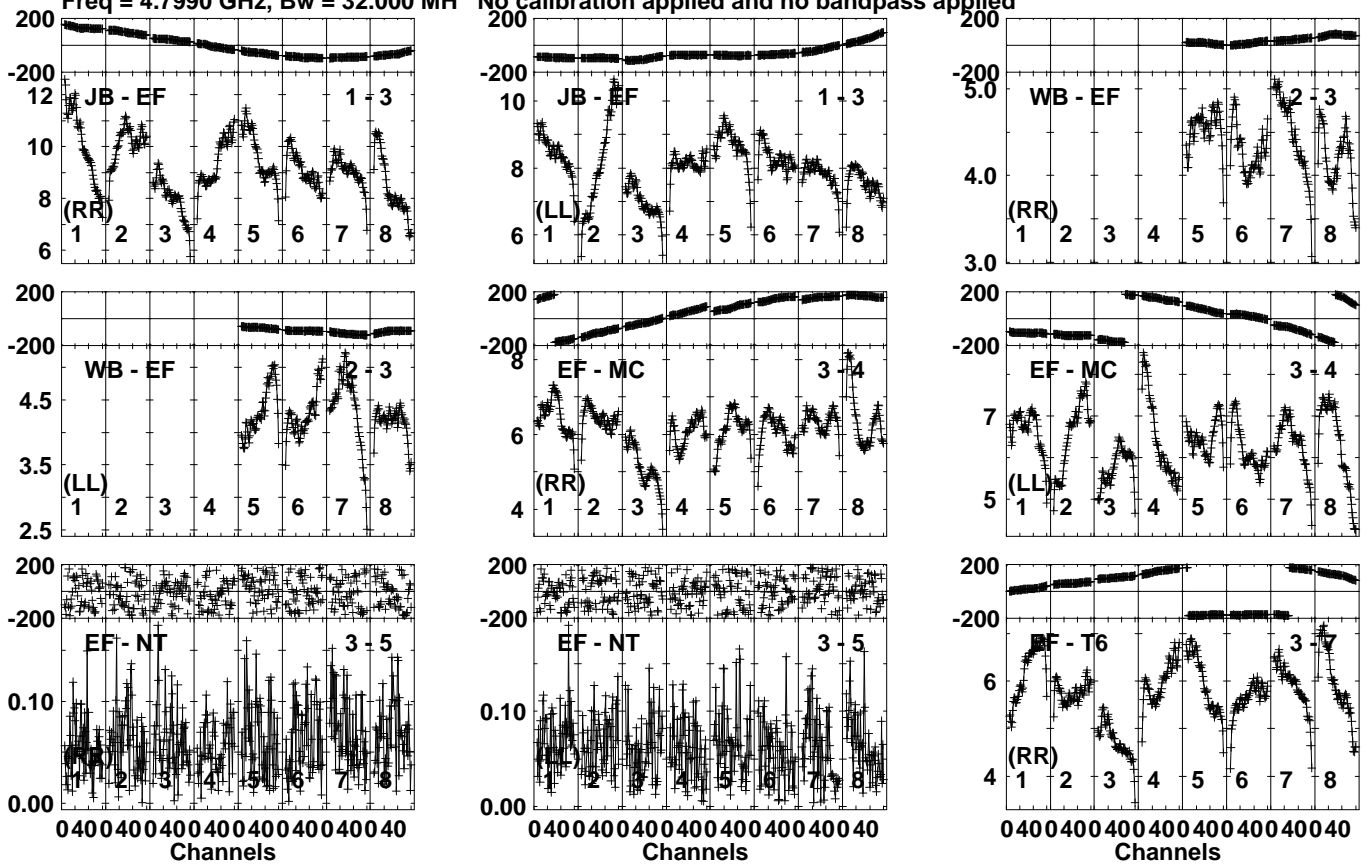 Freq = 4.7990 GHz, Bw = 32.000 MH No calibration applied and no bandpass applied
200
-200
12
10
8
6
JB - EF
1 - 3
(RR)
1 2 3 4 5 6 7 8
200
-200
10
8
6
JB - EF
1 - 3
(LL)
1 2 3 4 5 6 7 8
200
-200
5.0
4.0
3.0
WB - EF
2 - 3
(RR)
1 2 3 4 5 6 7 8
200
-200
4.5
3.5
2.5
WB - EF
2 - 3
(LL)
1 2 3 4 5 6 7 8
200
-200
8
6
4
EF - MC
3 - 4
(RR)
1 2 3 4 5 6 7 8
200
-200
7
5
EF - MC
3 - 4
(LL)
1 2 3 4 5 6 7 8
200
-200
0.10
0.00
EF - NT
3 - 5
(RR)
1 2 3 4 5 6 7 8
0 40 0 40 0 40 0 40 0 40 0 40 0 40 0 40
Channels
200
-200
0.10
0.00
EF - NT
3 - 5
(LL)
1 2 3 4 5 6 7 8
0 40 0 40 0 40 0 40 0 40 0 40 0 40 0 40
Channels
200
-200
6
4
EF - T6
3 - 7
(RR)
1 2 3 4 5 6 7 8
0 40 0 40 0 40 0 40 0 40 0 40 0 40 0 40
Channels